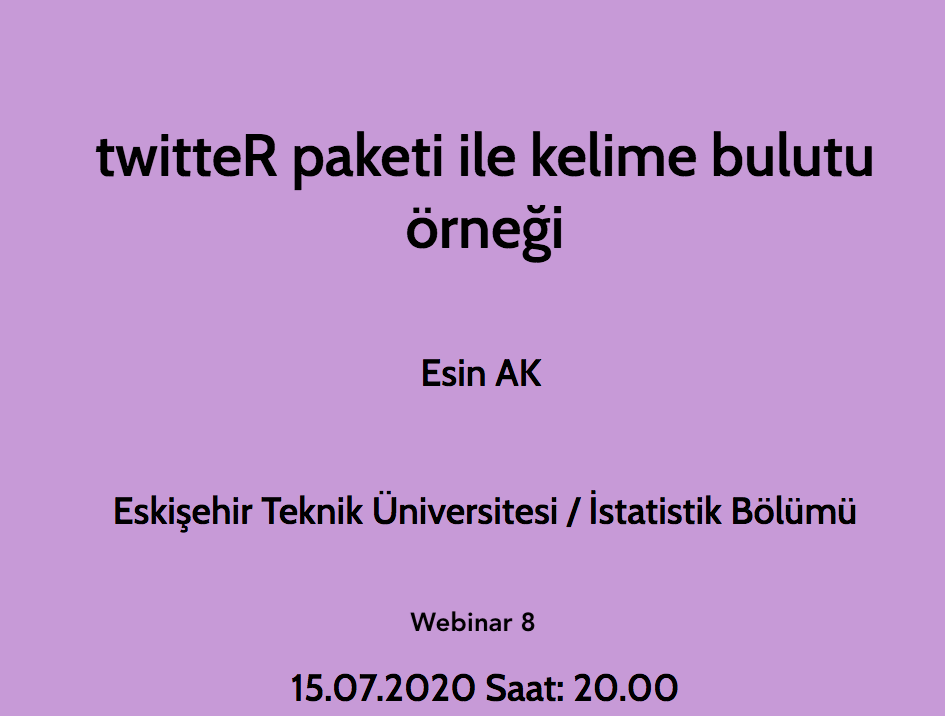 twitteR paketi ile kelime bulutu
örneği
Esin AK
Eskişehir Teknik Üniversitesi / İstatistik Bölümü
Webinar 8
15.07.2020 Saat: 20.00